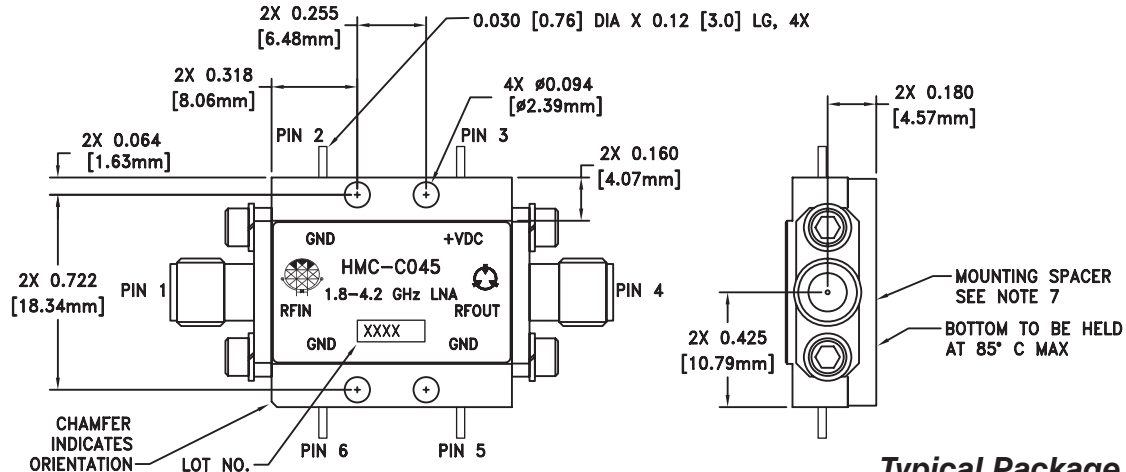 2X 0.255
[6.48mm]
0.030 [0.76] DIA X 0.12 [3.0] LG, 4X
2X 0.318
[8.06mm]
4X ø0.094
[ø2.39mm]
2X 0.180
[4.57mm]
2X 0.064
[1.63mm]
PIN 2
PIN 3
2X 0.160
[4.07mm]
GND
+VDC
HMC-C045
2X 0.722
[18.34mm]
PIN 1
1.8-4.2 GHz LNA
PIN 4
RFIN
RFOUT
XXXX
GND
GND
MOUNTING SPACER
SEE NOTE 7
2X 0.425
[10.79mm]
BOTTOM TO BE HELD
AT 85° C MAX
CHAMFER
INDICATES
ORIENTATION
LOT NO.
PIN 6
PIN 5
Typical Package